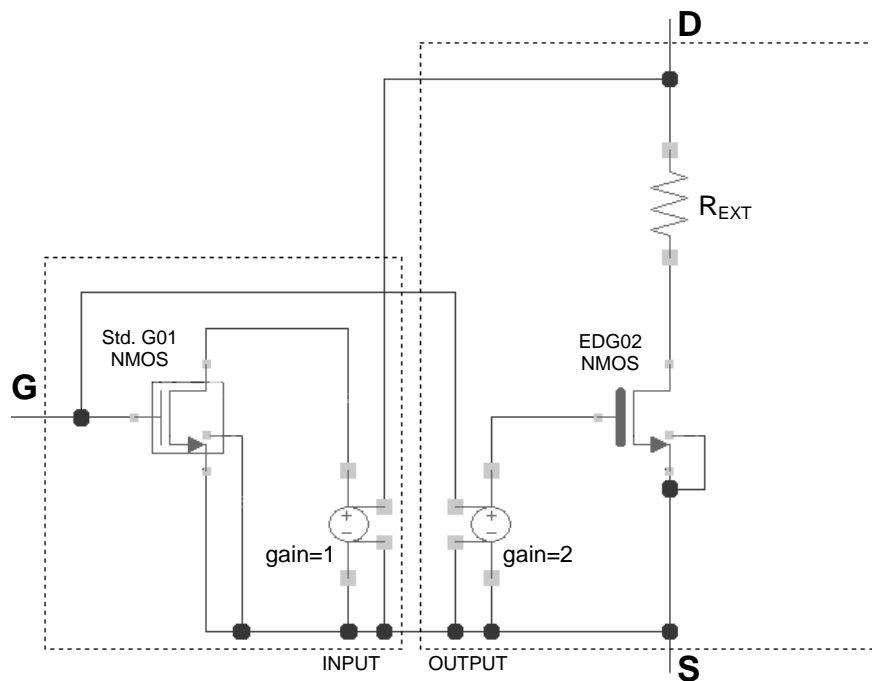 D
R_EXT
Std. G01
NMOS
EDG02
NMOS
G
+
−
gain=1
+
−
gain=2
INPUT
OUTPUT
S